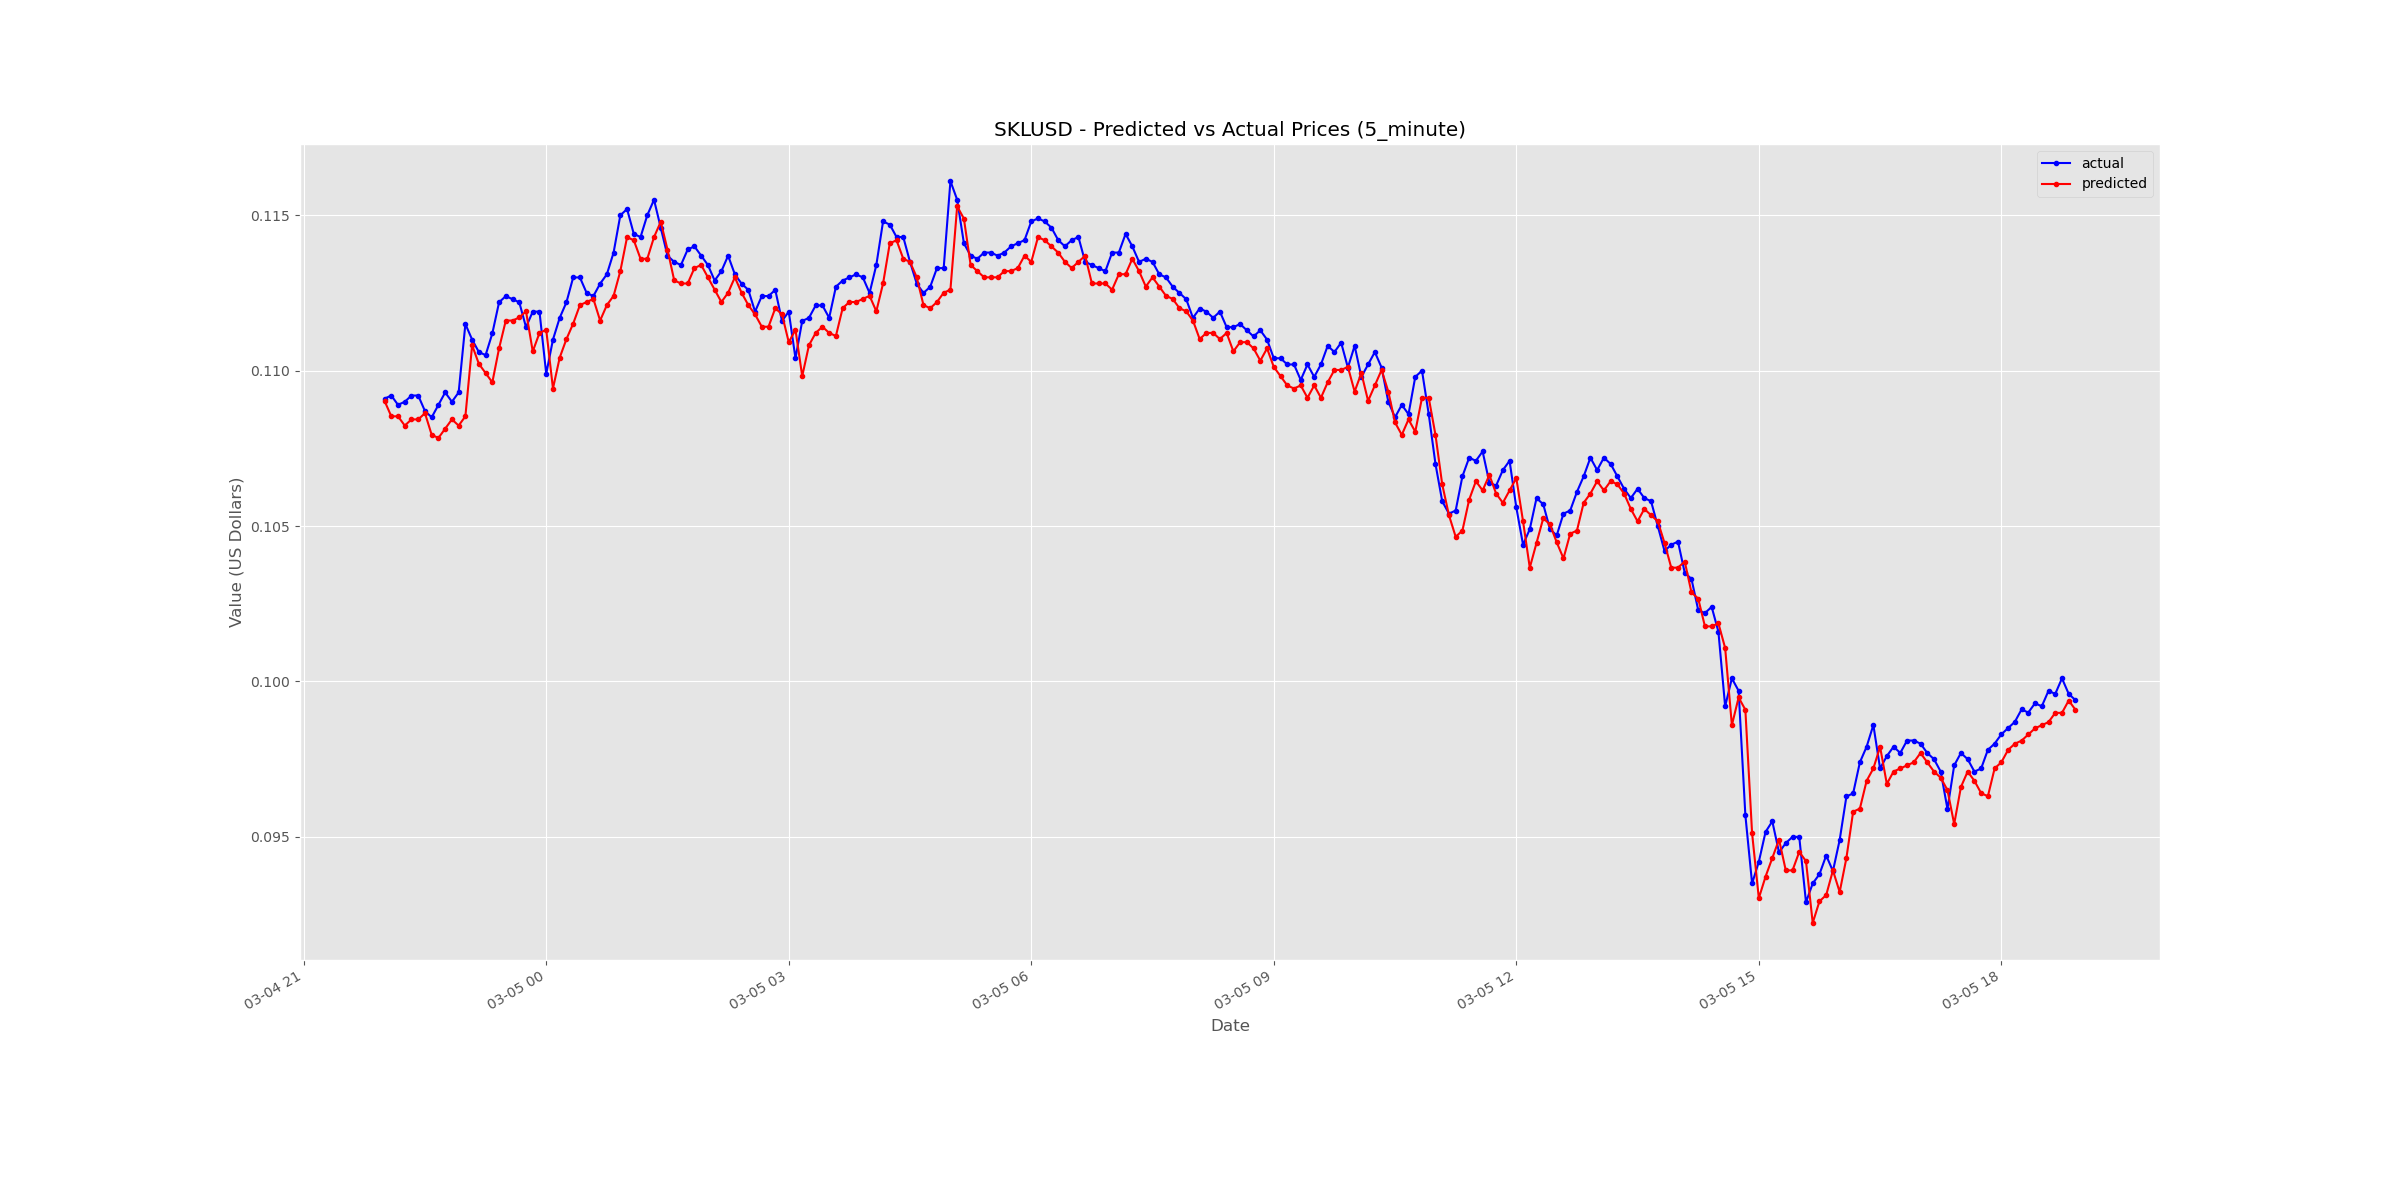 SKLUSD - Predicted vs Actual Prices (5_minute)
actual
predicted
0.115
0.110
0.105
0.100
0.095
Value (US Dollars)
03-04 21
03-05 00
03-05 03
03-05 06
03-05 09
03-05 12
03-05 15
03-05 18
Date